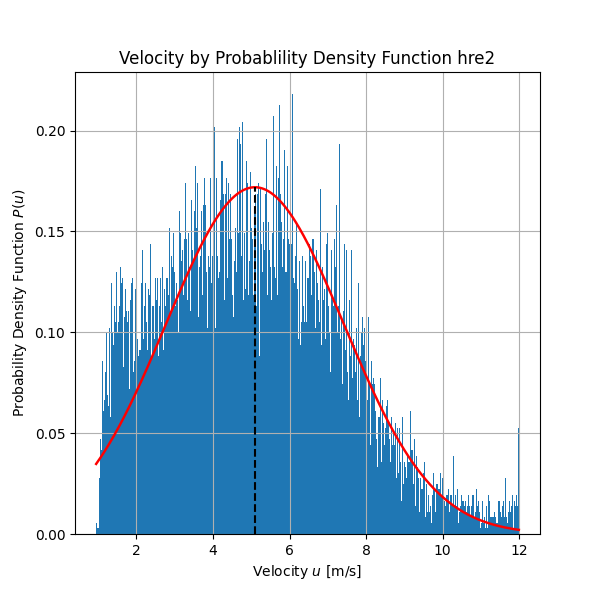 Velocity by Probablility Density Function hre2
0.20
0.15
0.10
0.05
0.00
Probability Density Function P(u)
2 4 6 8 10 12
Velocity u [m/s]